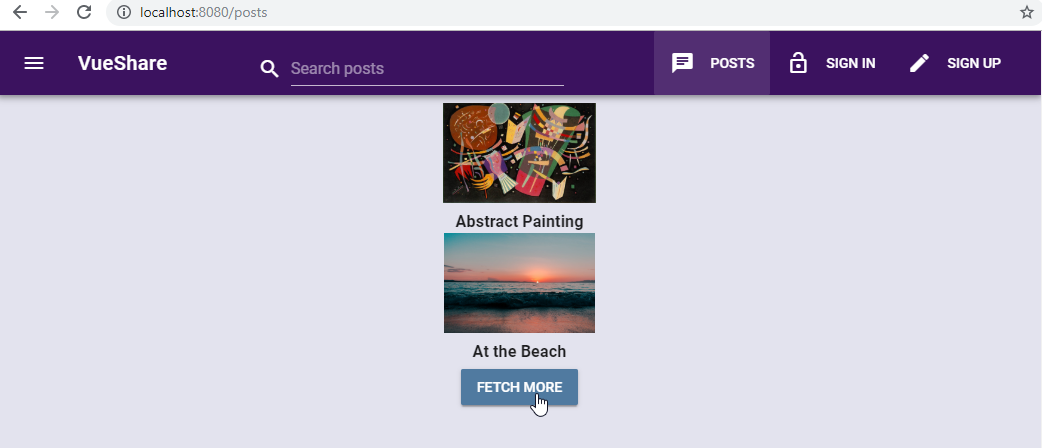 localhost:8080/posts
VueShare
Search posts
POSTS
SIGN IN
SIGN UP
Abstract Painting
At the Beach
FETCH MORE